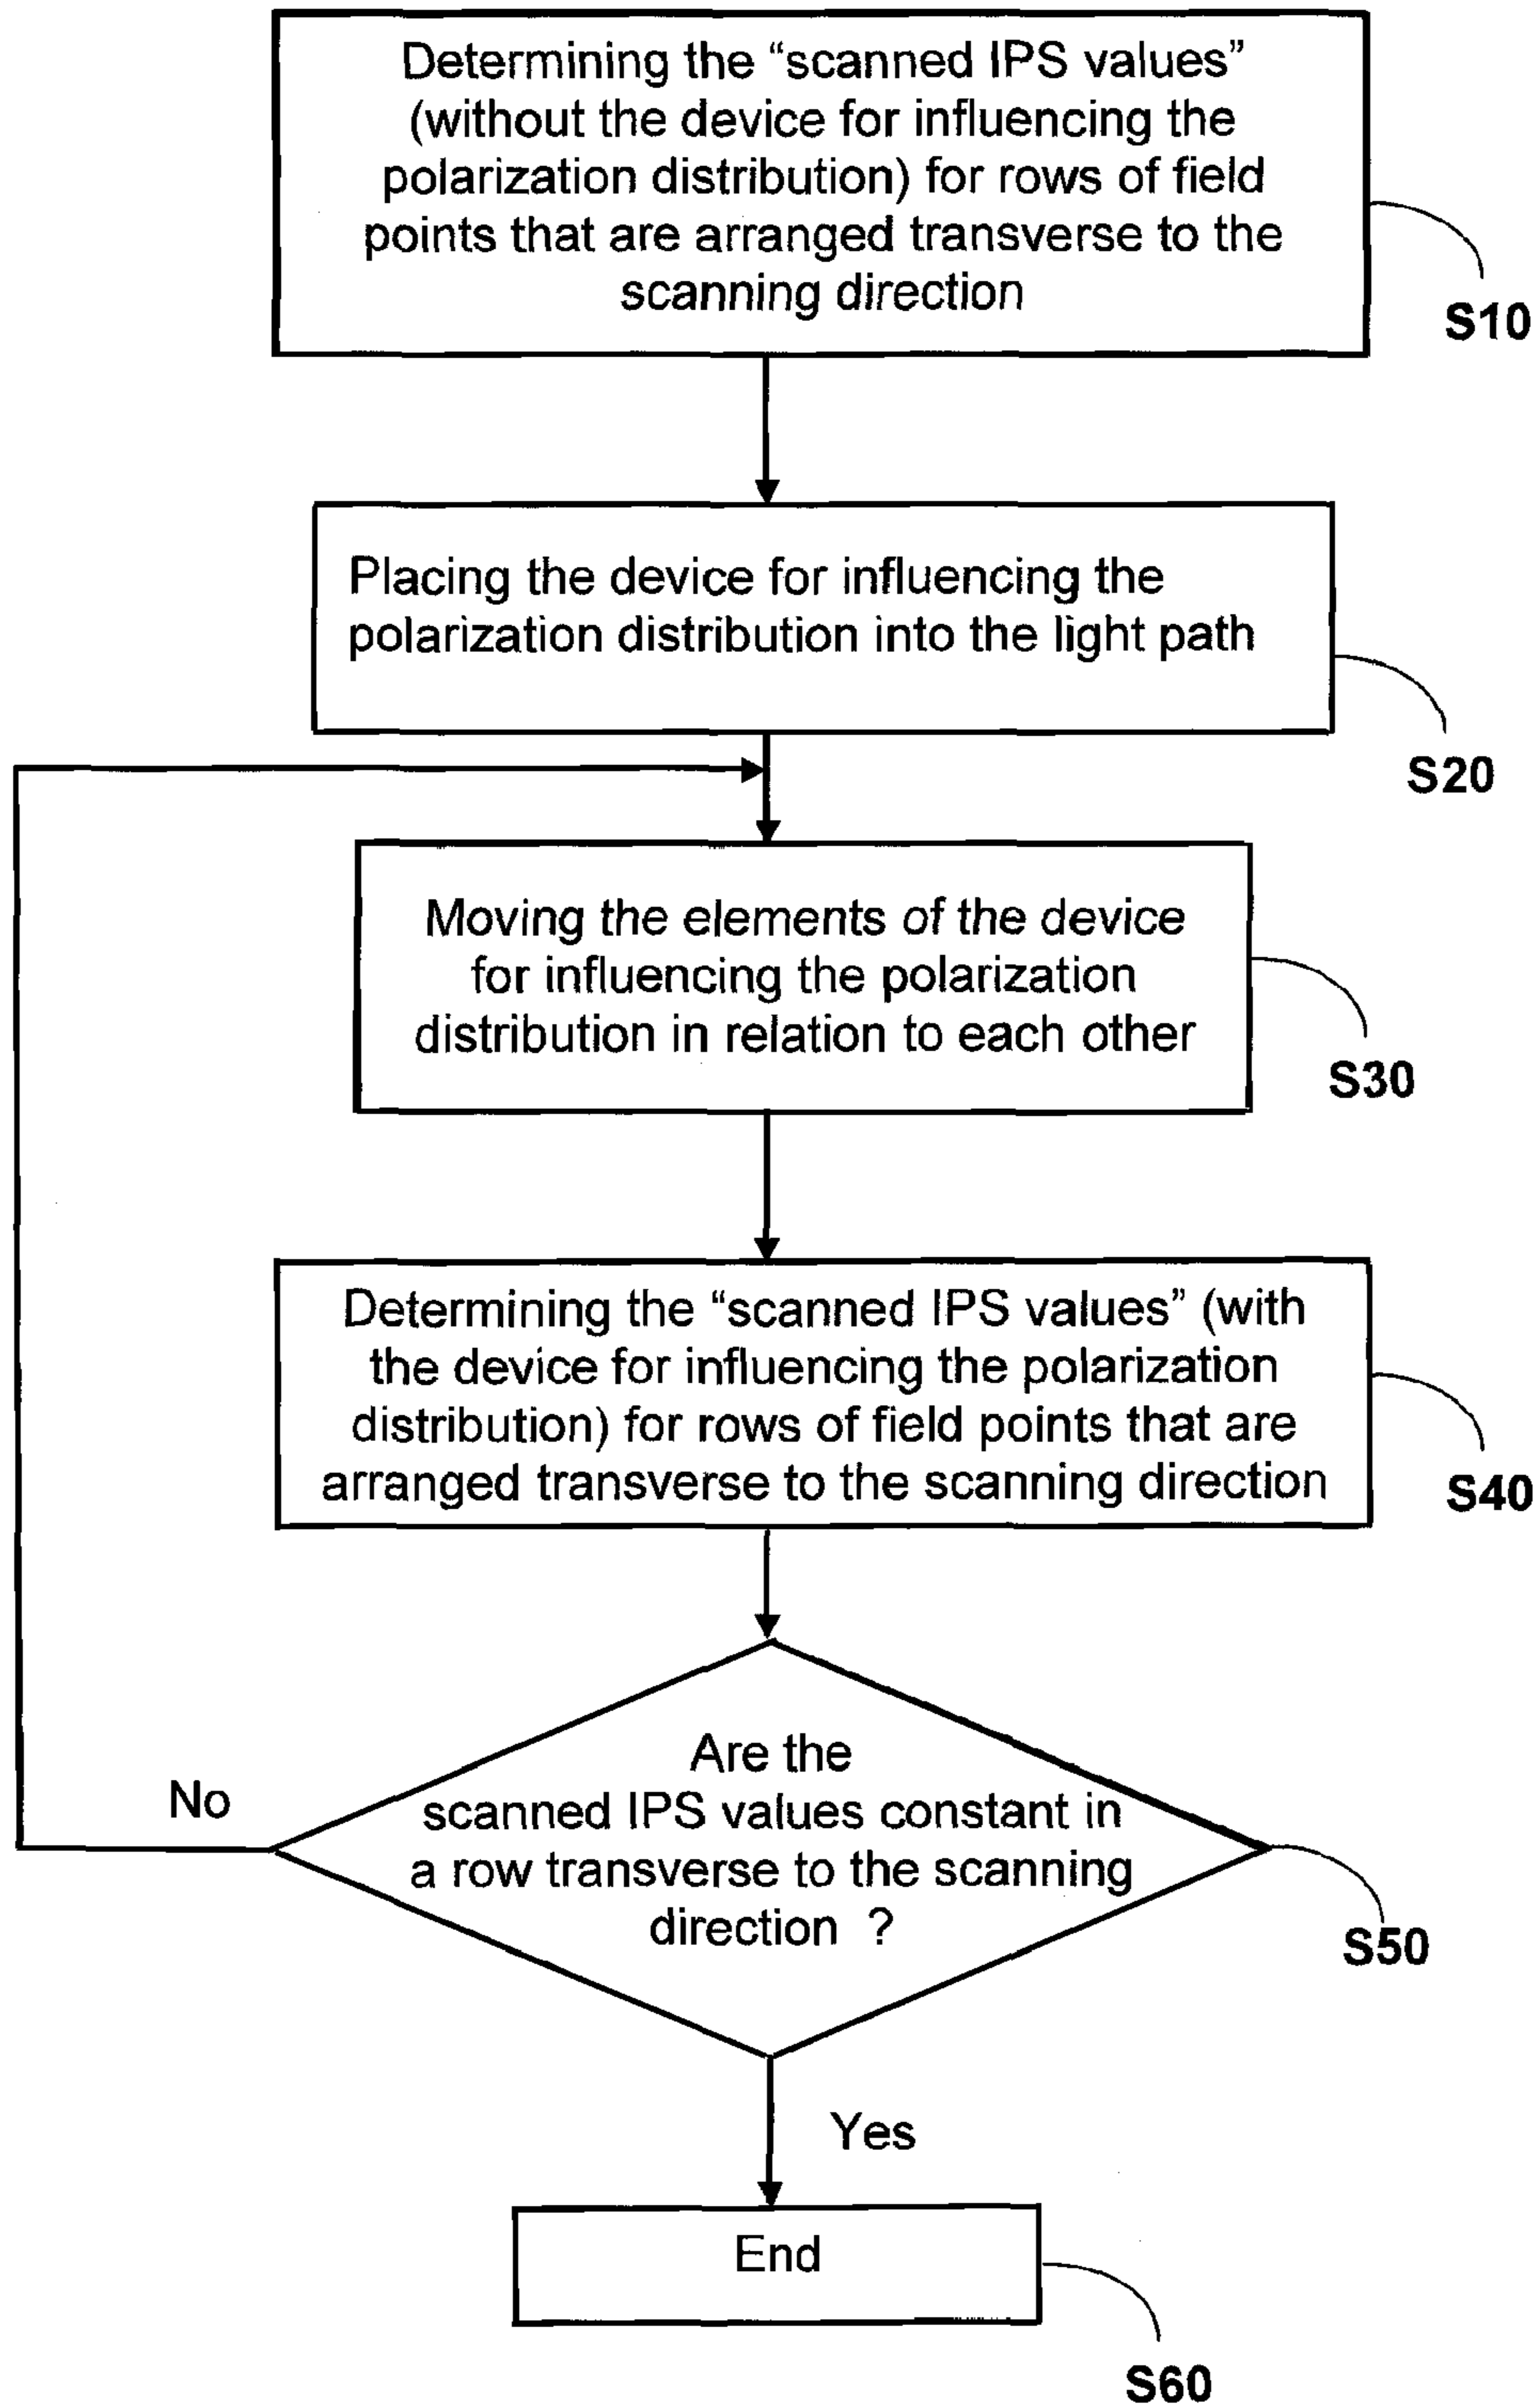 Determining the “scanned IPS values”
(without the device for influencing the
polarization distribution) for rows of field
points that are arranged transverse to the
scanning direction
S10
Placing the device for influencing the
polarization distribution into the light path
S20
Moving the elements of the device
for influencing the polarization
distribution in relation to each other
S30
Determining the “scanned IPS values” (with
the device for influencing the polarization
distribution) for rows of field points that are
arranged transverse to the scanning direction
S40
Are the
scanned IPS values constant in
a row transverse to the scanning
direction ?
No
S50
Yes
End
S60